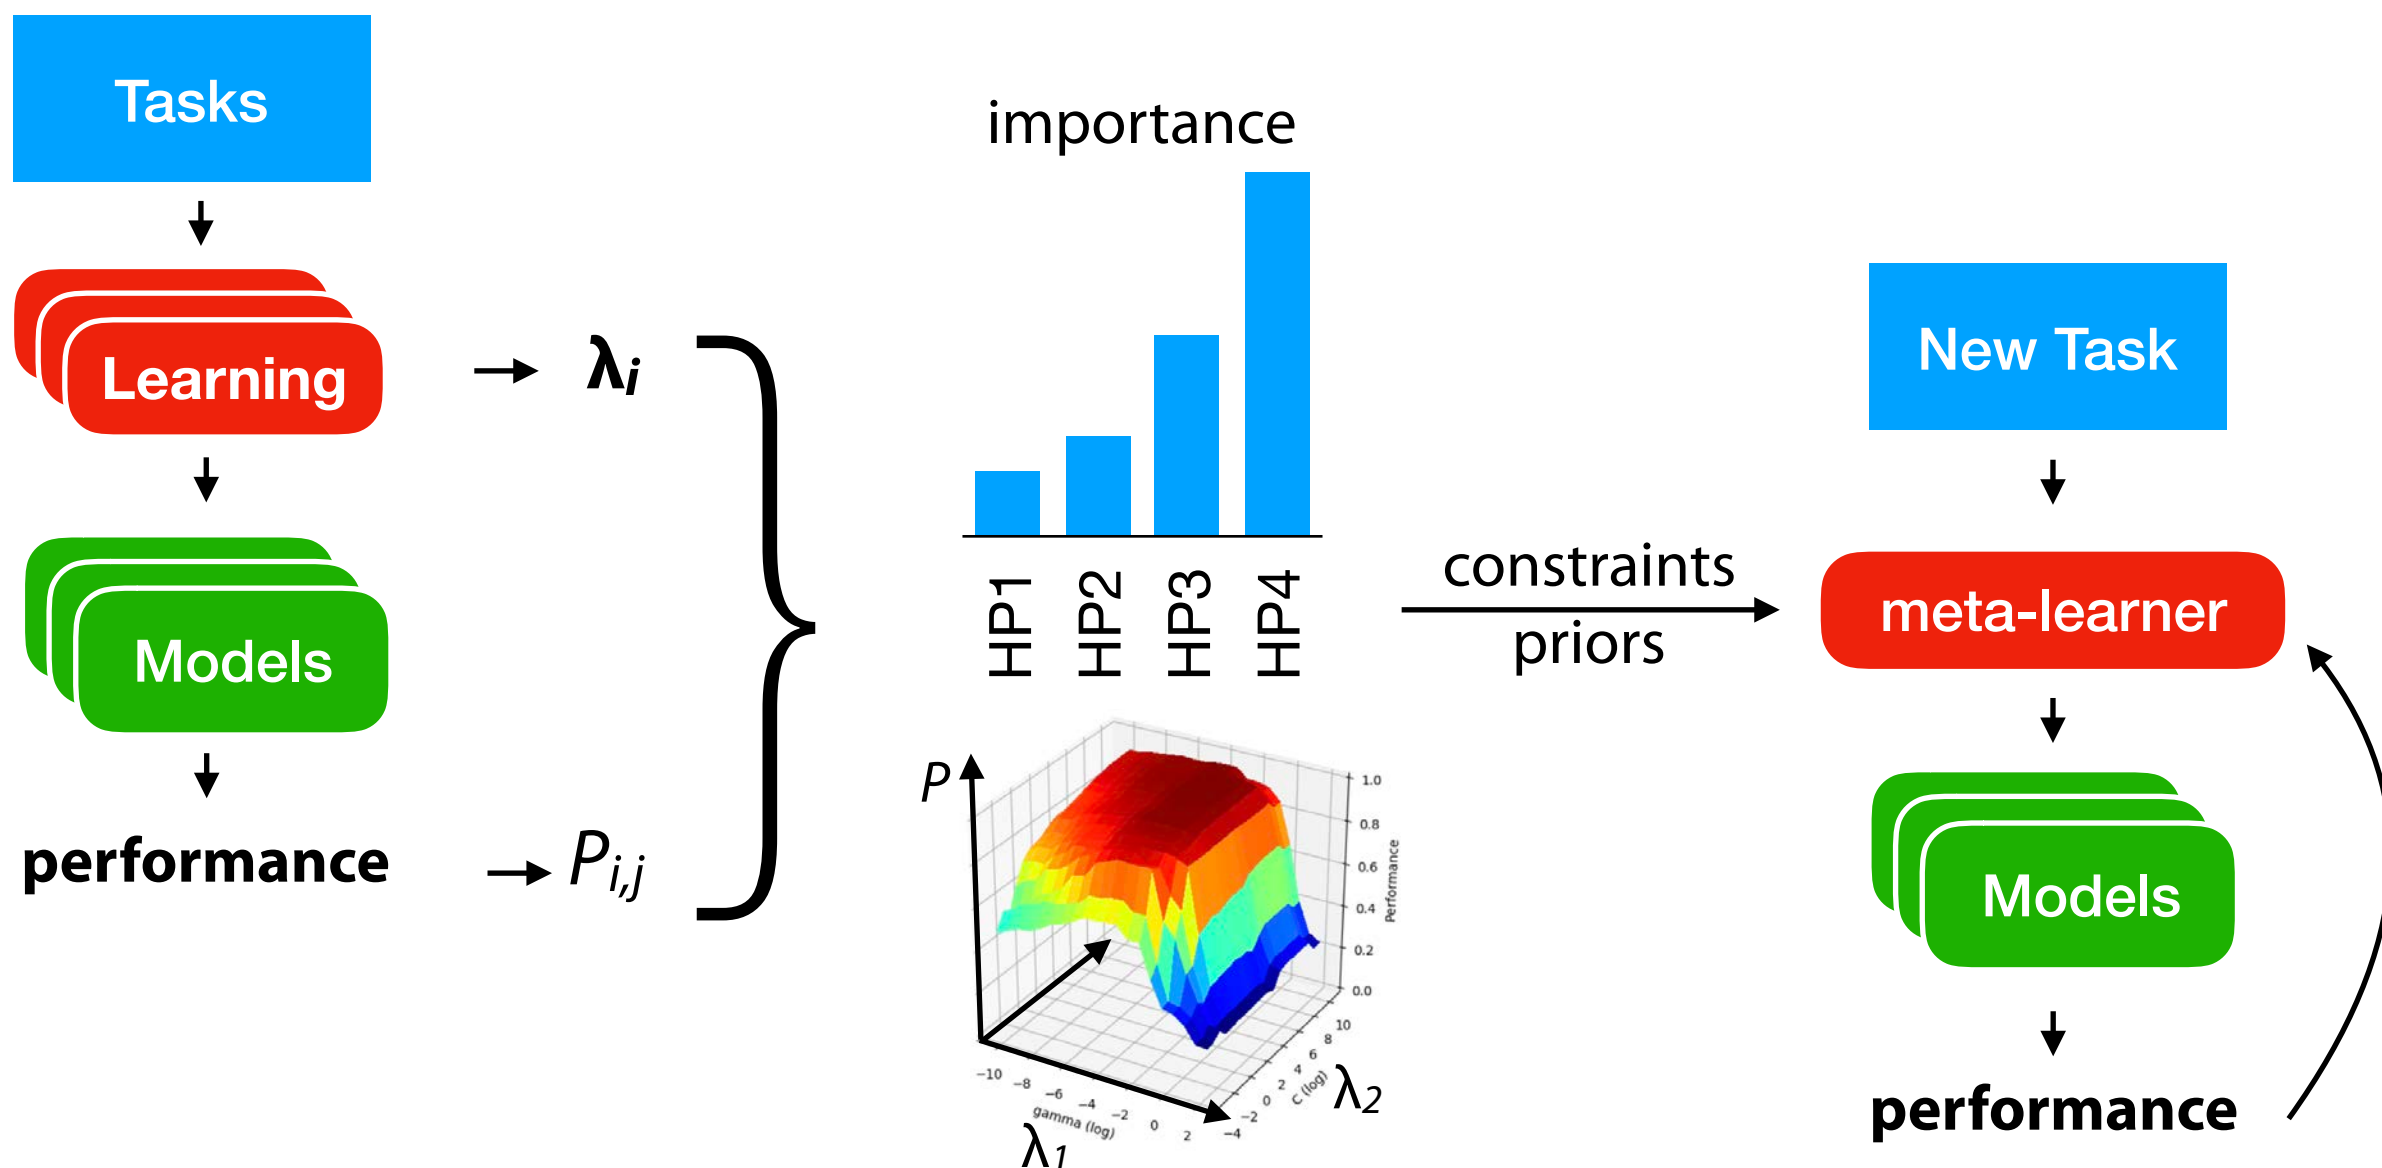 Tasks
Learning
λi
Models
performance
Pi,j
importance
HP1
HP2
HP3
HP4
P
1.0
0.8
0.6
0.4
0.2
0.0
Performance
−10
−8
−6
−4
−2
0
2
gamma (log)
λ1
−4
−2
0
2
4
6
8
10
C (log)
λ2
constraints
priors
New Task
meta-learner
Models
performance